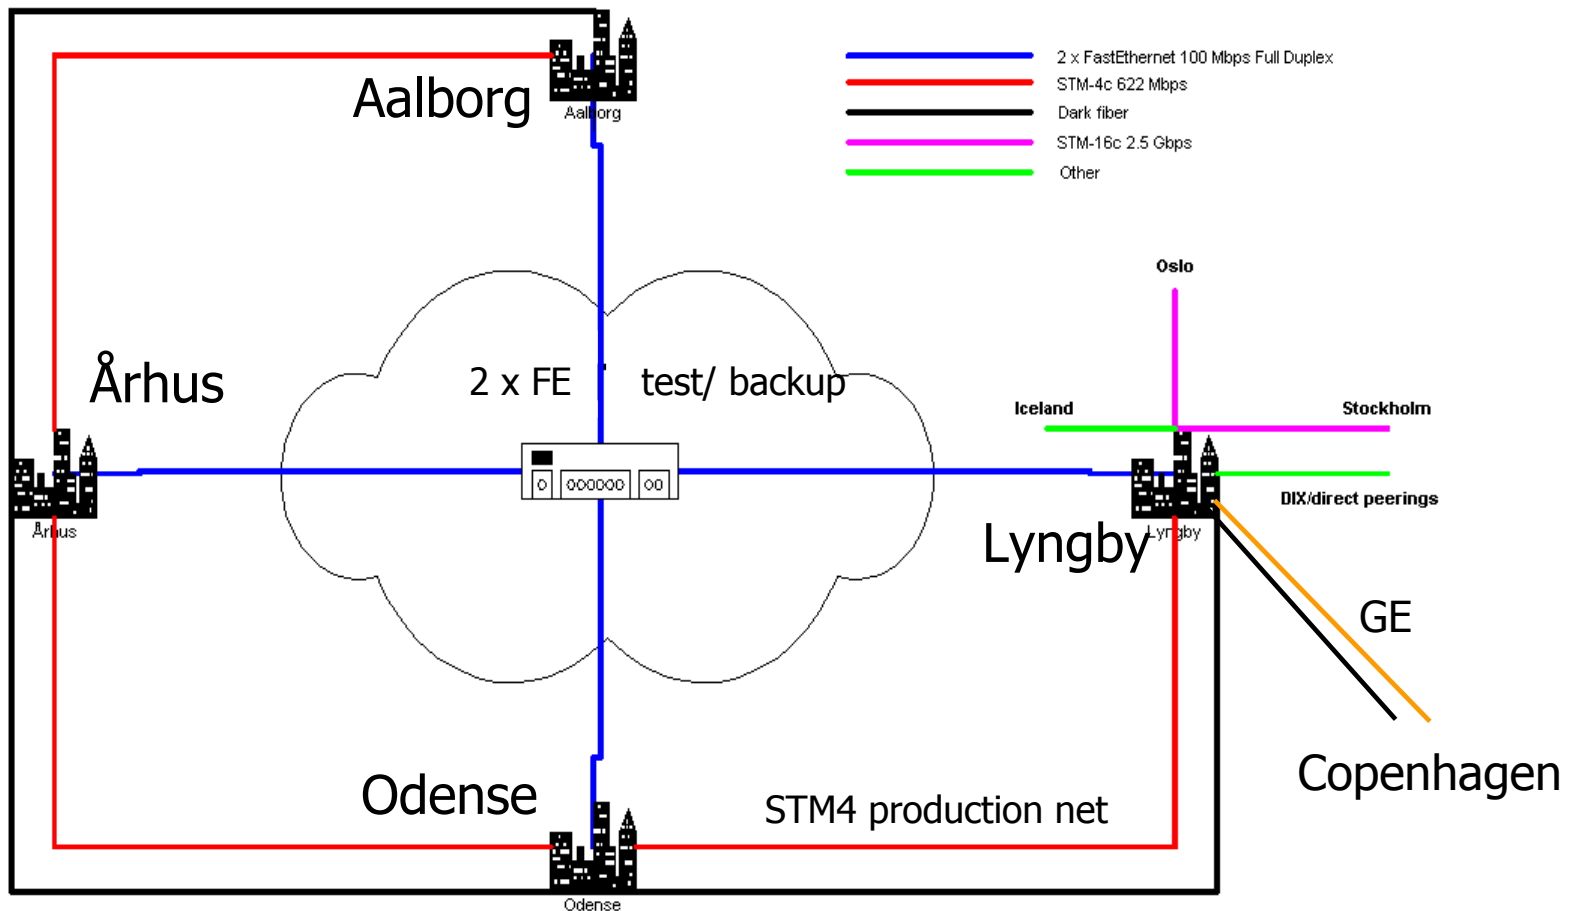 2 x FastEthernet 100 Mbps Full Duplex
STM-4c 622 Mbps
Dark fiber
STM-16c 2.5 Gbps
Other
Aalborg
Aalborg
Oslo
Århus
2 x FE test/ backup
Iceland
Stockholm
DIX/direct peerings
Århus
Lyngby
Lyngby
GE
Copenhagen
Odense
STM4 production net
Odense